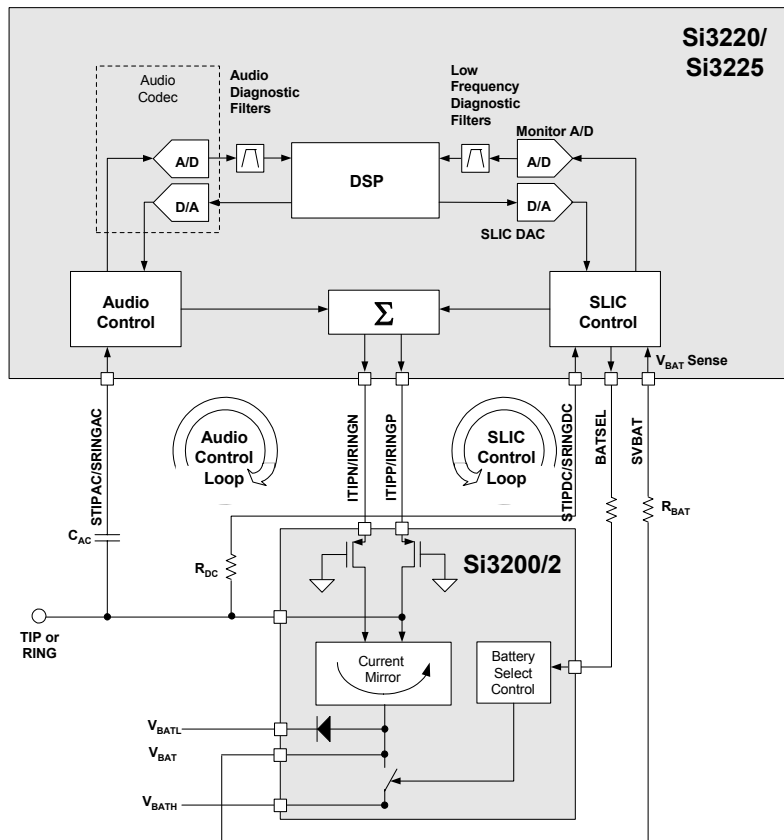 Si3220/
Si3225
Audio
Codec
Audio
Diagnostic
Filters
Low
Frequency
Diagnostic
Filters
Monitor A/D
A/D
DSP
A/D
D/A
D/A
SLIC DAC
Audio
Control
Σ
SLIC
Control
VBAT Sense
STIPAC/SRINGAC
Audio
Control
Loop
ITIPN/IRINGN
ITIPP/IRINGP
SLIC
Control
Loop
STIPDC/SRINGDC
BATSEL
SVBAT
CAC
RDC
RBAT
Si3200/2
TIP or
RING
Current
Mirror
Battery
Select
Control
VBATL
VBAT
VBATH